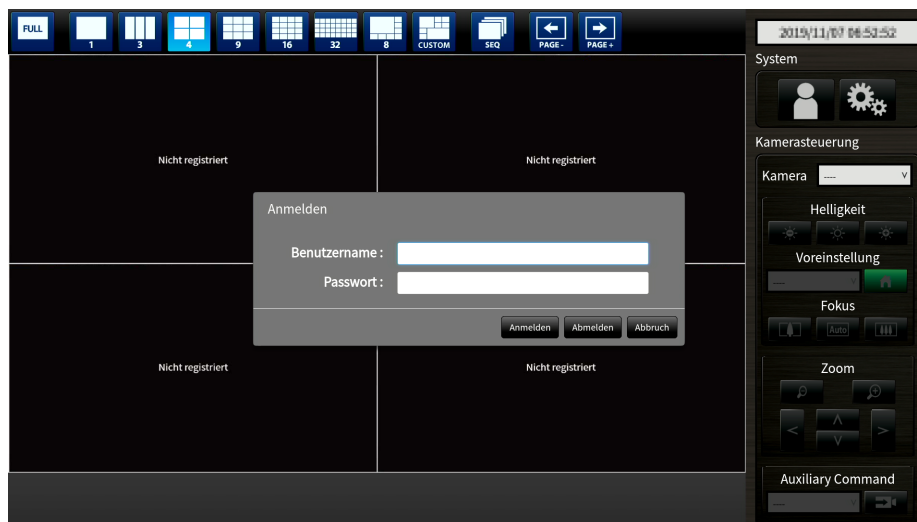 FULL
1
3
4
9
16
32
8
CUSTOM
SEQ
PAGE -
PAGE +
2019/11/07 06:52:52
System
Kamerasteuerung
Kamera ---- v
Helligkeit
Voreinstellung
---- v
Fokus
Auto
Zoom
Auxiliary Command
---- v
Nicht registriert
Nicht registriert
Anmelden
Benutzername :
Passwort :
Anmelden Abmelden Abbruch
Nicht registriert
Nicht registriert